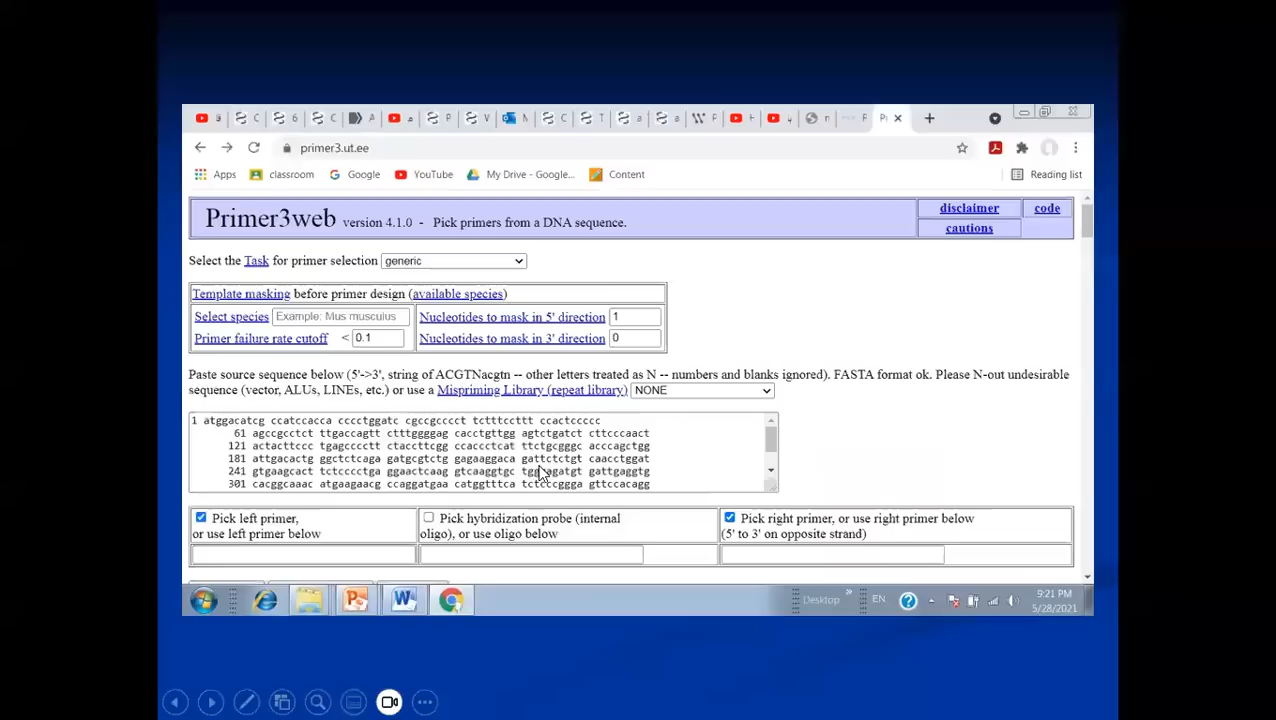 primer3.ut.ee
Apps classroom Google YouTube My Drive - Google... Content Reading list
Primer3web version 4.1.0 - Pick primers from a DNA sequence.
disclaimer code
cautions
Select the Task for primer selection generic
Template masking before primer design (available species)
Select species Example: Mus musculus Nucleotides to mask in 5' direction 1
Primer failure rate cutoff < 0.1 Nucleotides to mask in 3' direction 0
Paste source sequence below (5'->3', string of ACGTNacgtn -- other letters treated as N -- numbers and blanks ignored). FASTA format ok. Please N-out undesirable
sequence (vector, ALUs, LINEs, etc.) or use a Mispriming Library (repeat library) NONE
1 atggacatcg ccatccacca cccctggatc cgccgcccct tctttccttt ccactccccc
61 agccgcctct ttgaccagtt ctttggggag cacctgttgg agtctgatct cttcccaact
121 actacttccc tgagcccctt ctaccttcgg ccaccctcat ttctgcgggc acccagctgg
181 attgacactg ggctctcaga gatgcgtctg gagaaggaca gattctctgt caacctggat
241 gtgaagcact tctcccctga ggaactcaag gtcaaggtgc gattgaggtg
301 cacggcaaac atgaagaacg ccaggatgaa catggtttca gttccacagg
Pick left primer, Pick hybridization probe (internal Pick right primer, or use right primer below
or use left primer below oligo), or use oligo below (5' to 3' on opposite strand)
Desktop EN 9:21 PM
5/28/2021